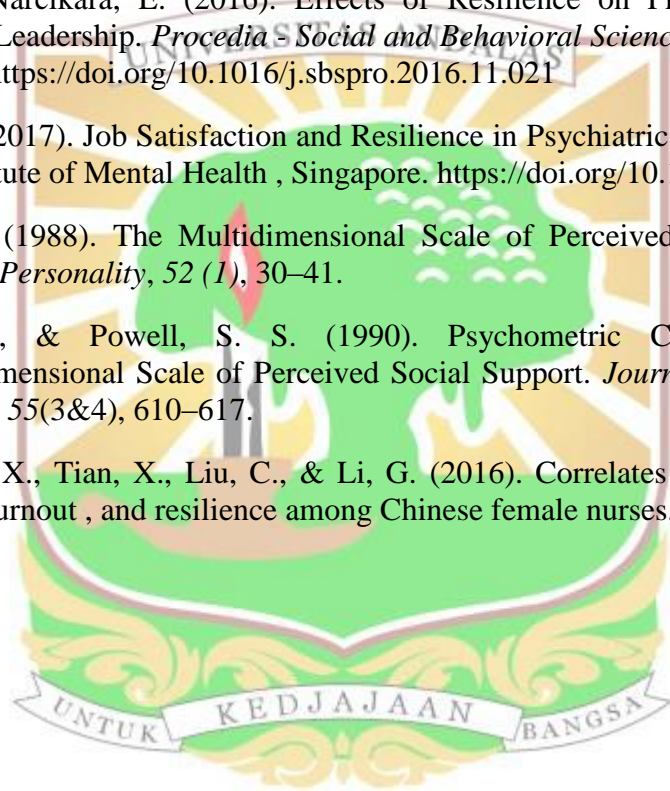 Narcikara, E. (2016). Effects of Resilience on
Leadership. Procedia - Social and Behavioral
UNIVERSITAS ANDALAS
ttps://doi.org/10.1016/j.sbspro.2016.11.021
2017). Job Satisfaction and Resilience in Psychiatric
tute of Mental Health , Singapore. https://doi.org/10.
(1988). The Multidimensional Scale of Perceived
Personality, 52 (1), 30–41.
, & Powell, S. S. (1990). Psychometric C
mensional Scale of Perceived Social Support. Journ
55(3&4), 610–617.
X., Tian, X., Liu, C., & Li, G. (2016). Correlates
urnout , and resilience among Chinese female nurses.
UNTUK KEDJAJAAN BANGSA